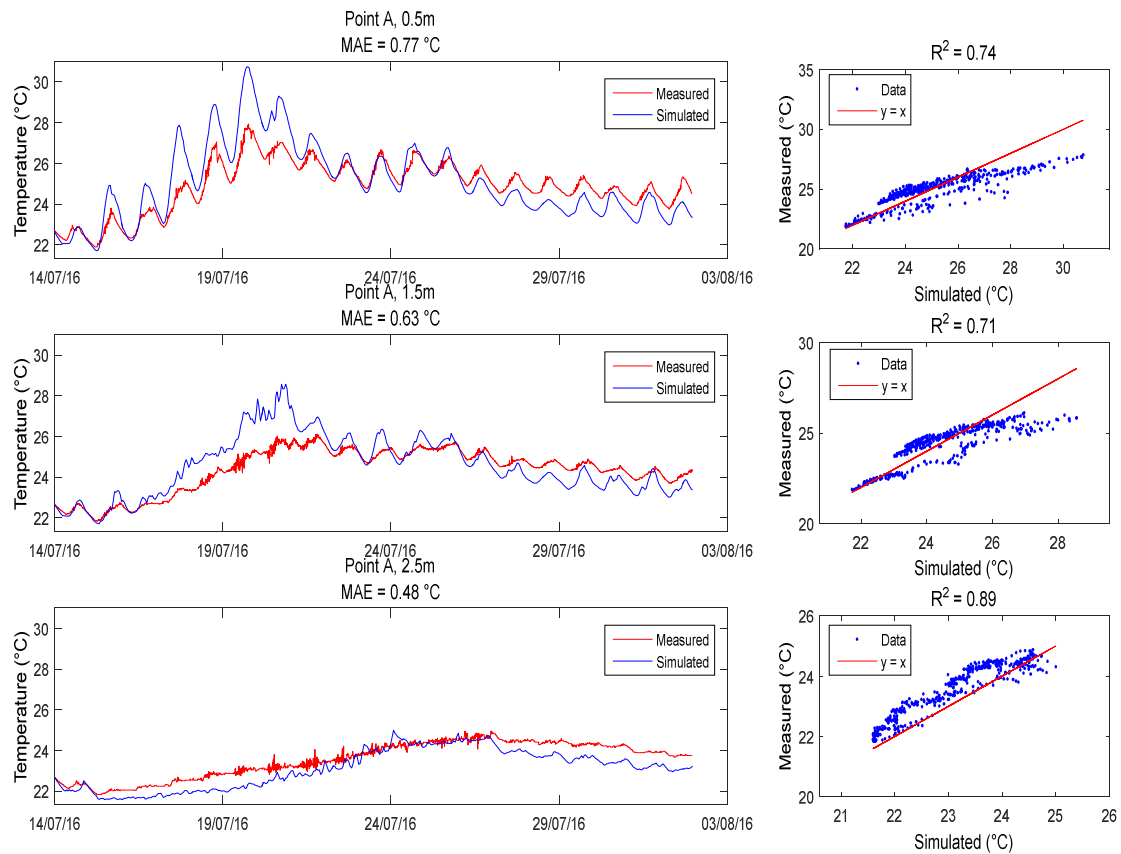 Point A, 0.5m
MAE = 0.77 °C
Temperature (°C)
30
28
26
24
22
14/07/16 19/07/16 24/07/16 29/07/16 03/08/16
Measured
Simulated
R² = 0.74
Measured (°C)
35
30
25
20
22 24 26 28 30
Simulated (°C)
Data
y = x
Point A, 1.5m
MAE = 0.63 °C
Temperature (°C)
30
28
26
24
22
14/07/16 19/07/16 24/07/16 29/07/16 03/08/16
Measured
Simulated
R² = 0.71
Measured (°C)
30
25
20
22 24 26 28
Simulated (°C)
Data
y = x
Point A, 2.5m
MAE = 0.48 °C
Temperature (°C)
30
28
26
24
22
14/07/16 19/07/16 24/07/16 29/07/16 03/08/16
Measured
Simulated
R² = 0.89
Measured (°C)
26
24
22
20
21 22 23 24 25 26
Simulated (°C)
Data
y = x